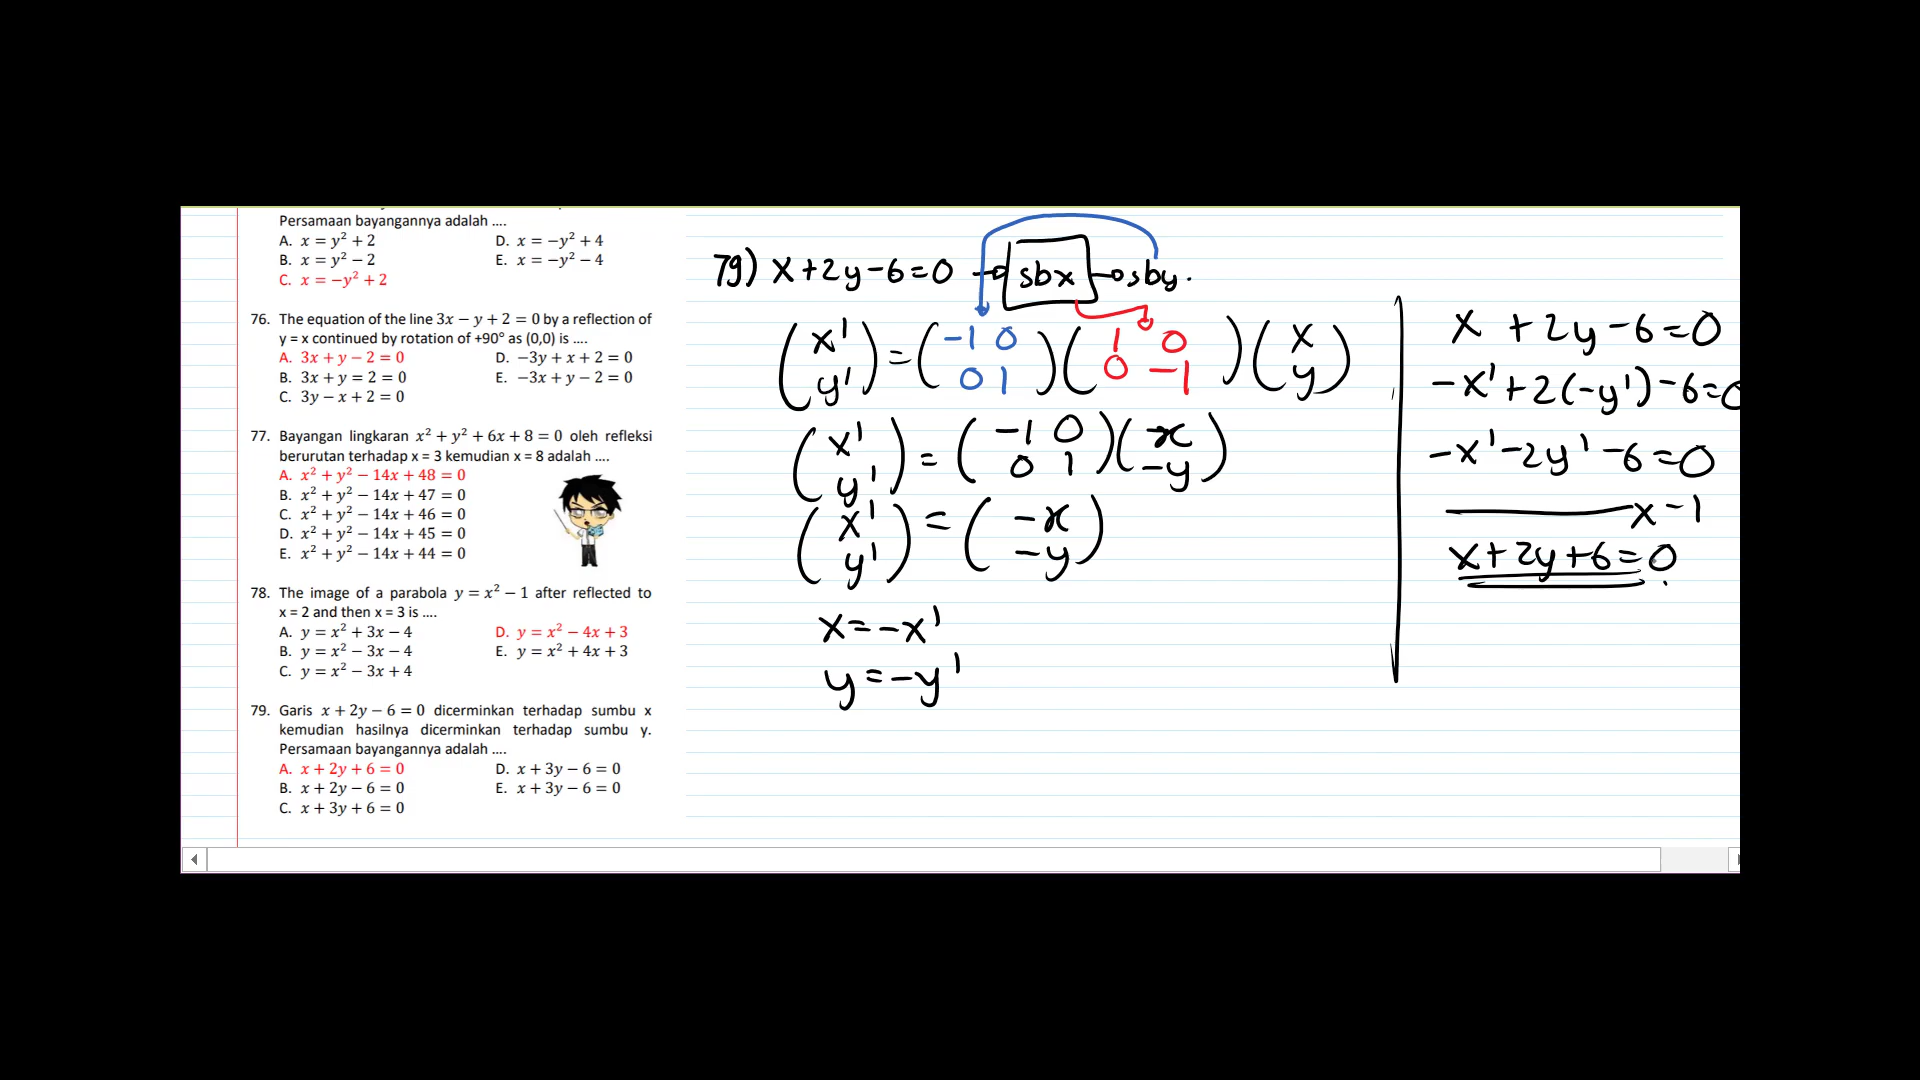 Persamaan bayangannya adalah ....
A. x = y² + 2 D. x = −y² + 4
B. x = y² − 2 E. x = −y² − 4
C. x = −y² + 2
76. The equation of the line 3x − y + 2 = 0 by a reflection of
y = x continued by rotation of +90° as (0,0) is ....
A. 3x + y − 2 = 0 D. −3y + x + 2 = 0
B. 3x + y = 2 = 0 E. −3x + y − 2 = 0
C. 3y − x + 2 = 0
77. Bayangan lingkaran x² + y² + 6x + 8 = 0 oleh refleksi
berurutan terhadap x = 3 kemudian x = 8 adalah ....
A. x² + y² − 14x + 48 = 0
B. x² + y² − 14x + 47 = 0
C. x² + y² − 14x + 46 = 0
D. x² + y² − 14x + 45 = 0
E. x² + y² − 14x + 44 = 0
78. The image of a parabola y = x² − 1 after reflected to
x = 2 and then x = 3 is ....
A. y = x² + 3x − 4 D. y = x² − 4x + 3
B. y = x² − 3x − 4 E. y = x² + 4x + 3
C. y = x² − 3x + 4
79. Garis x + 2y − 6 = 0 dicerminkan terhadap sumbu x
kemudian hasilnya dicerminkan terhadap sumbu y.
Persamaan bayangannya adalah ....
A. x + 2y + 6 = 0 D. x + 3y − 6 = 0
B. x + 2y − 6 = 0 E. x + 3y − 6 = 0
C. x + 3y + 6 = 0
79) x+2y−6=0 → sbx → sby.
(x' y') = (−1 0 0 1)(1 0 0 −1)(x y)
(x' y') = (−1 0 0 1)(x −y)
(x' y') = (−x −y)
x=−x'
y=−y'
x +2y−6=0
−x'+2(−y')−6=0
−x'−2y'−6=0
x −1
x+2y+6=0